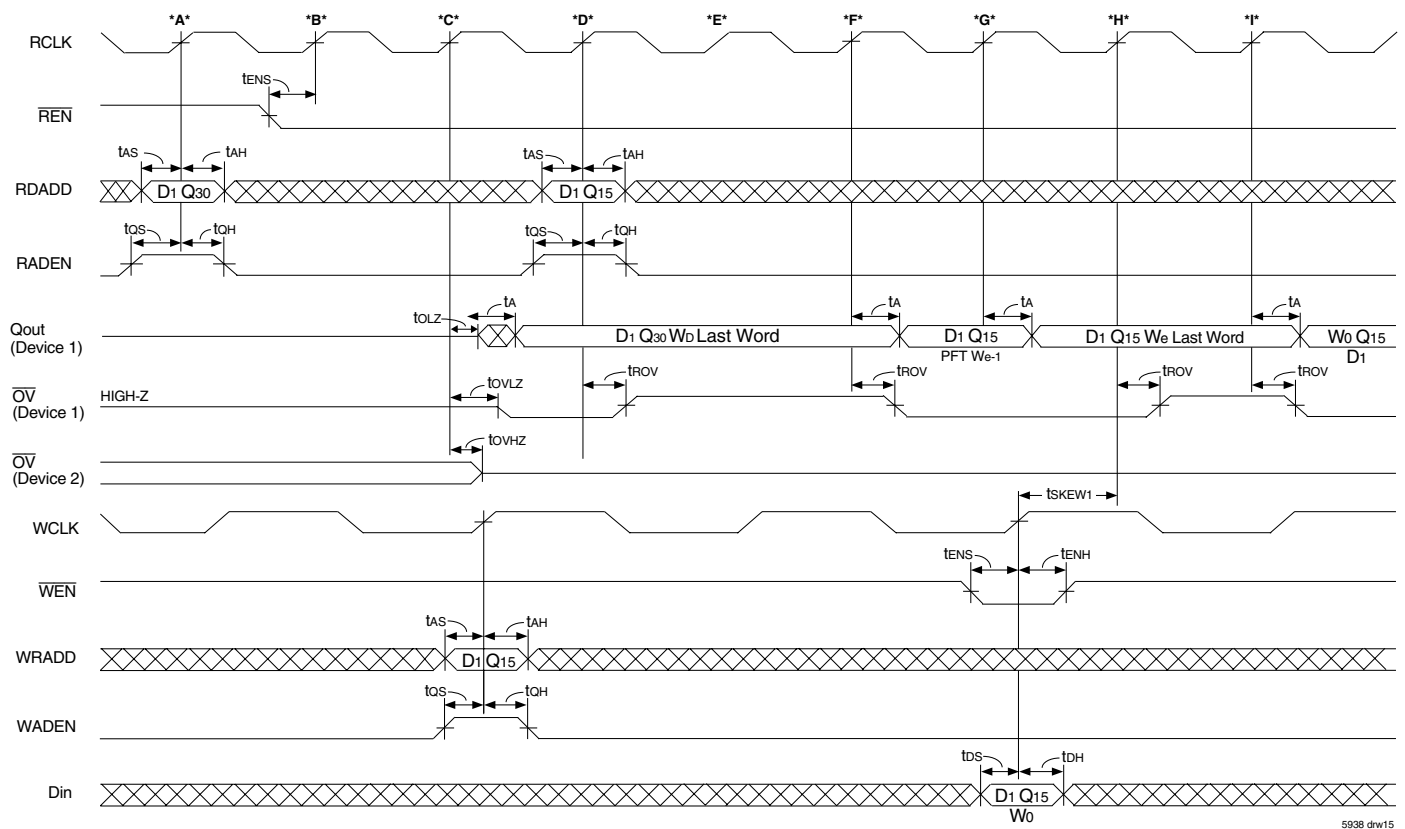 *A* *B* *C* *D* *E* *F* *G* *H* *I*
RCLK
tENS
REN
tAS tAH tAS tAH
RDADD D1 Q30 D1 Q15
tQS tQH tQS tQH
RADEN
tA tA tA tA
tOLZ
Qout
(Device 1)
D1 Q30 WD Last Word D1 Q15 D1 Q15 We Last Word W0 Q15
PFT We-1 D1
tOVLZ tROV tROV tROV tROV
OV
(Device 1)
HIGH-Z
tOVHZ
OV
(Device 2)
tSKEW1
WCLK
tENS tENH
WEN
tAS tAH
WRADD D1 Q15
tQS tQH
WADEN
tDS tDH
Din D1 Q15
W0
5938 drw15